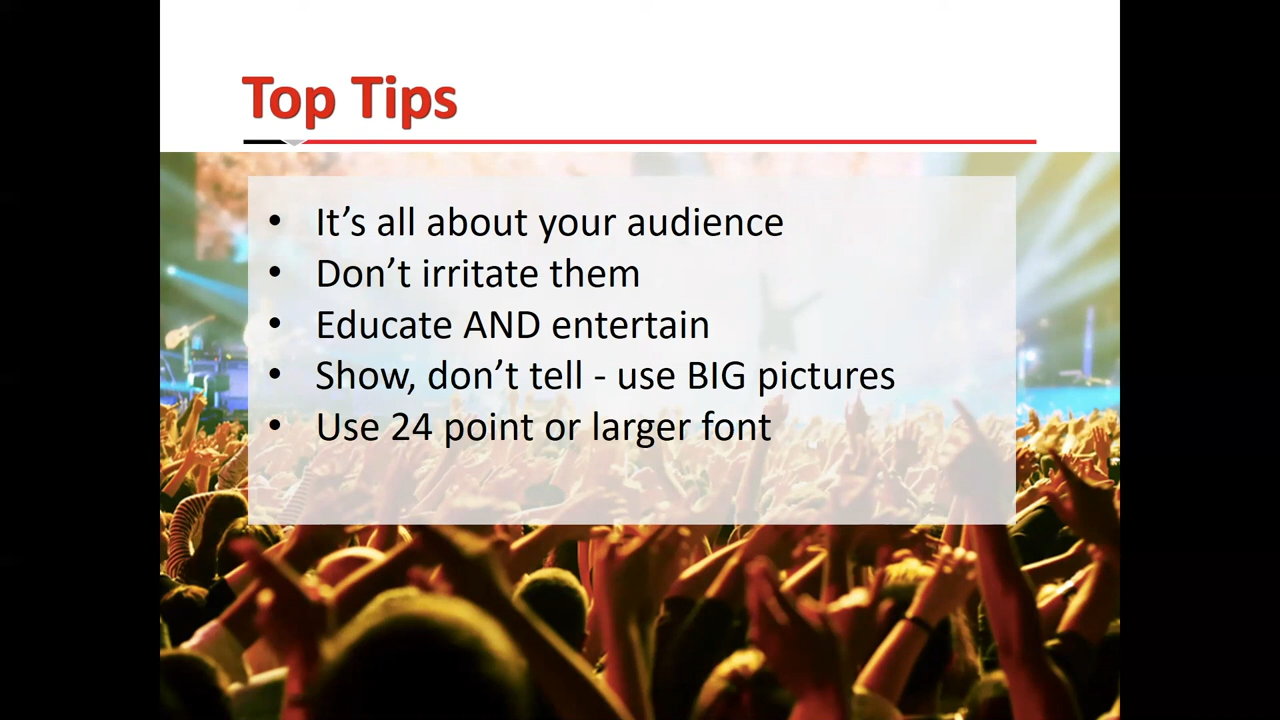 Top Tips
• It’s all about your audience
• Don’t irritate them
• Educate AND entertain
• Show, don’t tell - use BIG pictures
• Use 24 point or larger font